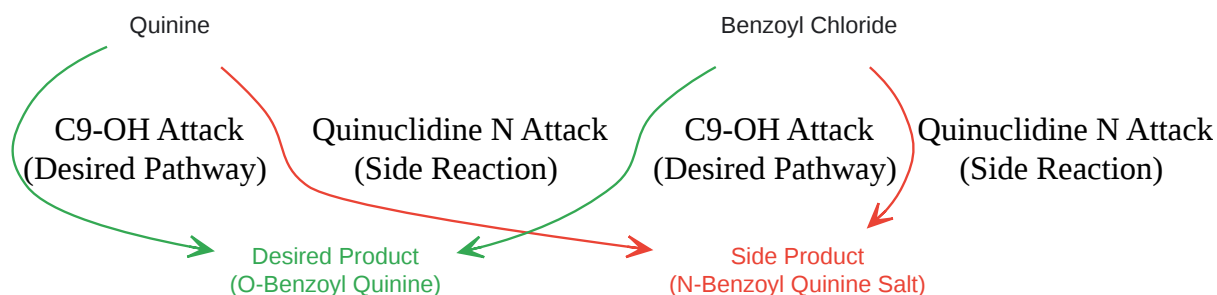 Quinine
Benzoyl Chloride
C9-OH Attack
(Desired Pathway)
Quinuclidine N Attack
(Side Reaction)
C9-OH Attack
(Desired Pathway)
Quinuclidine N Attack
(Side Reaction)
Desired Product
(O-Benzoyl Quinine)
Side Product
(N-Benzoyl Quinine Salt)